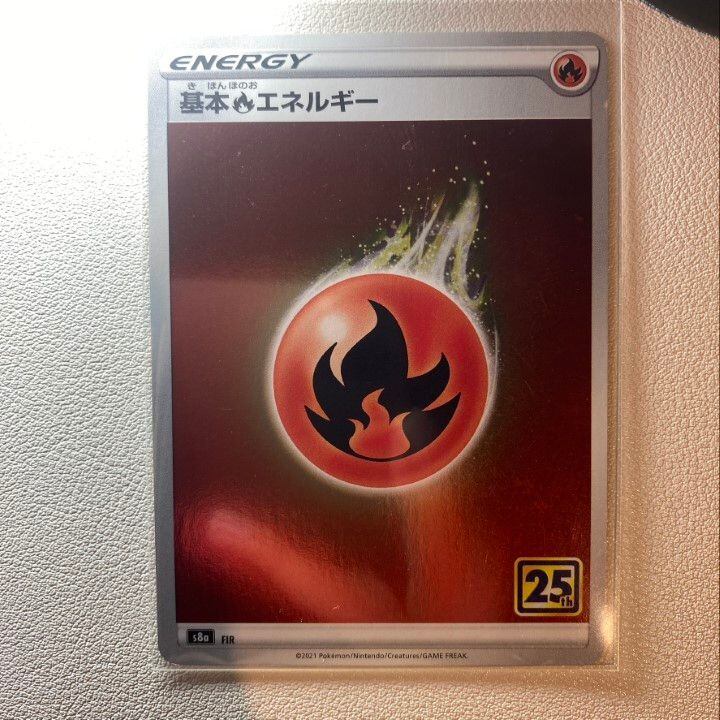 ENERGY
き ほん ほのお
基本エネルギー
25th
s8a FIR
©2021 Pokémon/Nintendo/Creatures/GAME FREAK.